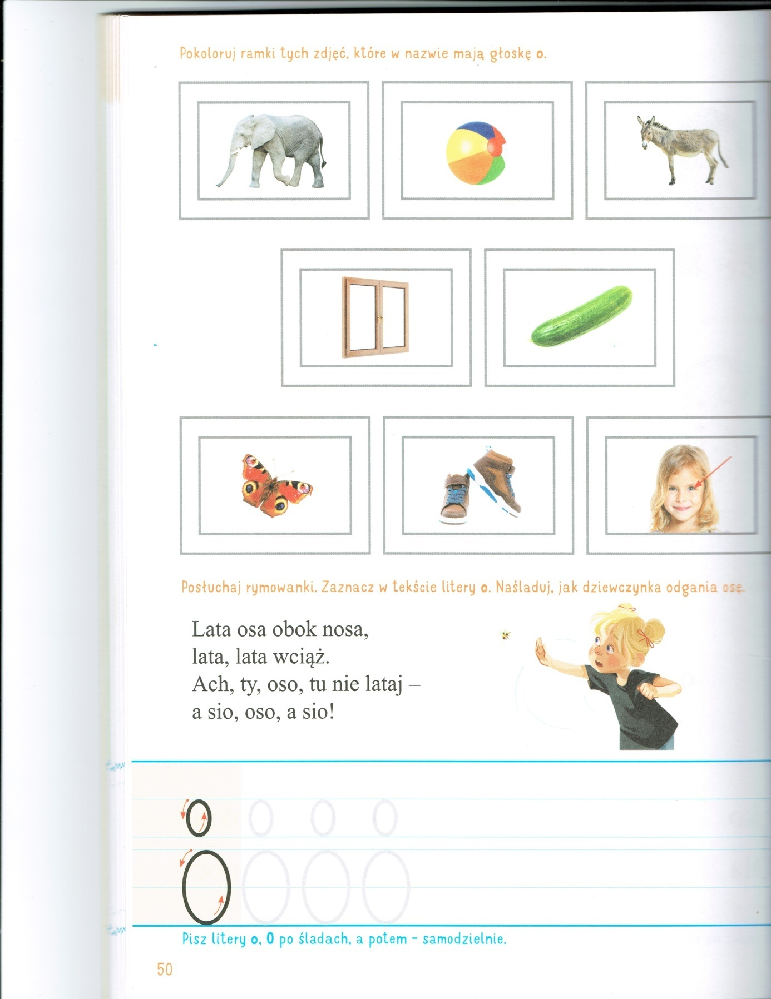 Pokoloruj ramki tych zdjęć, które w nazwie mają głoskę o.
Posłuchaj rymowanki. Zaznacz w tekście litery o. Naśladuj, jak dziewczynka odgania osę.
Lata osa obok nosa,
lata, lata wciąż.
Ach, ty, oso, tu nie lataj –
a sio, oso, a sio!
o o o o
O O O O
Pisz litery o, O po śladach, a potem – samodzielnie.
50